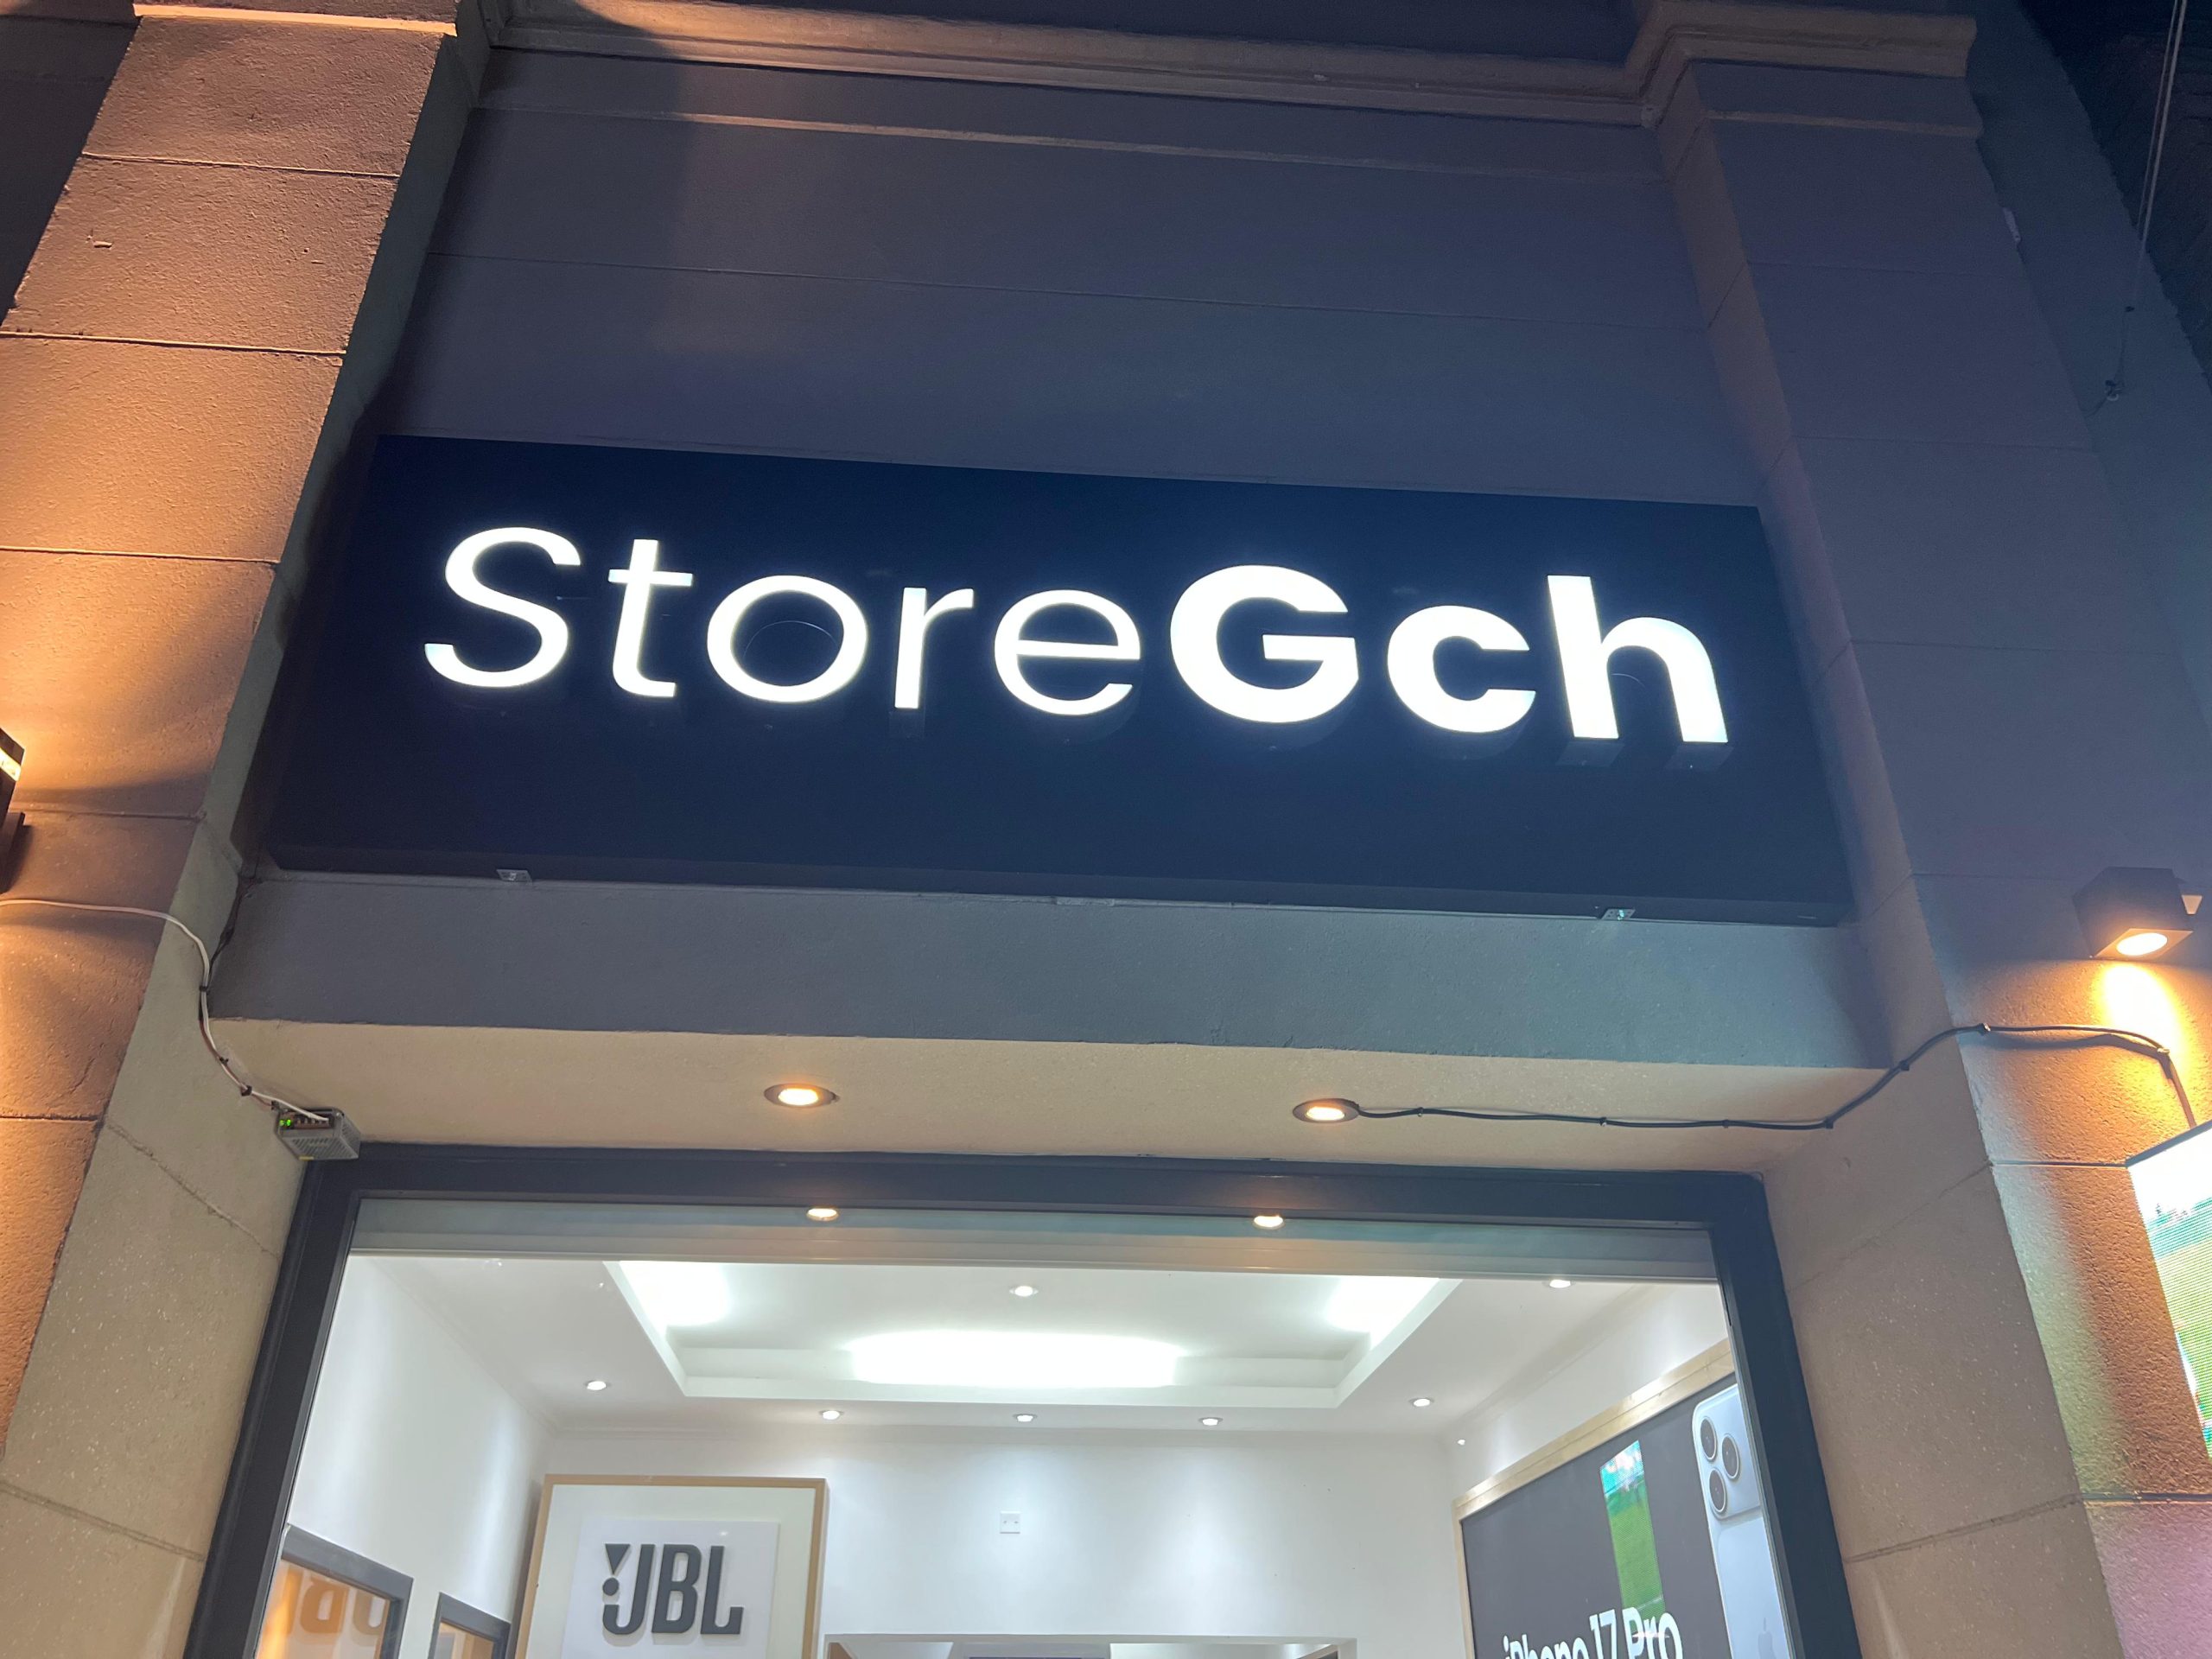 StoreGch
JBL
iPhone 17 Pro